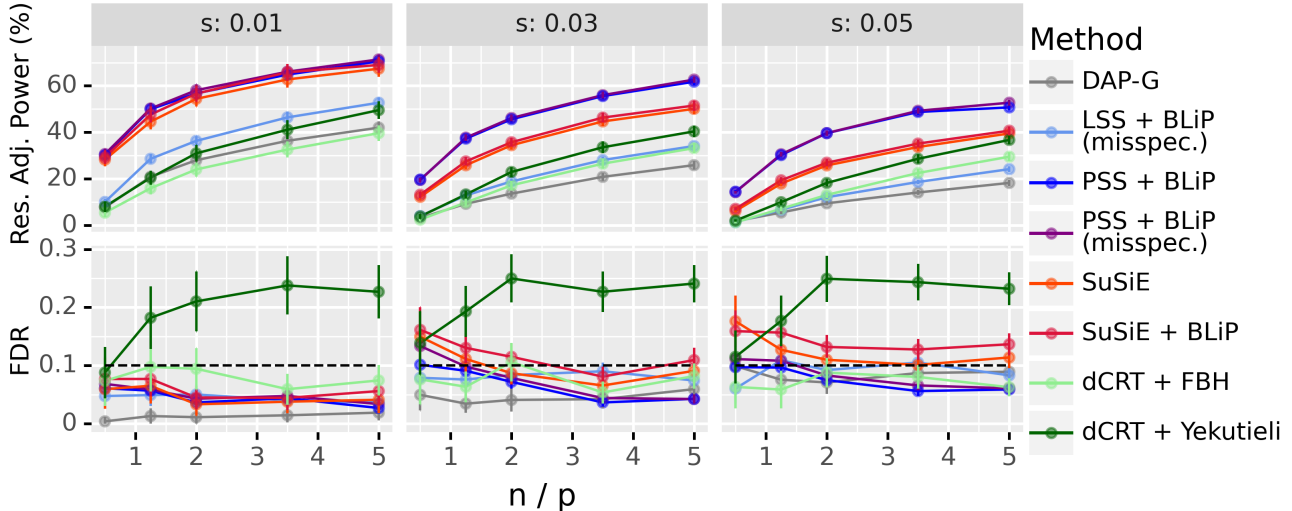 s: 0.01
s: 0.03
s: 0.05
Res. Adj. Power (%)
60
40
20
0
FDR
0.3
0.2
0.1
0
1
2
3
4
5
1
2
3
4
5
1
2
3
4
5
n / p
Method
DAP-G
LSS + BLiP
(misspec.)
PSS + BLiP
PSS + BLiP
(misspec.)
SuSiE
SuSiE + BLiP
dCRT + FBH
dCRT + Yekutieli